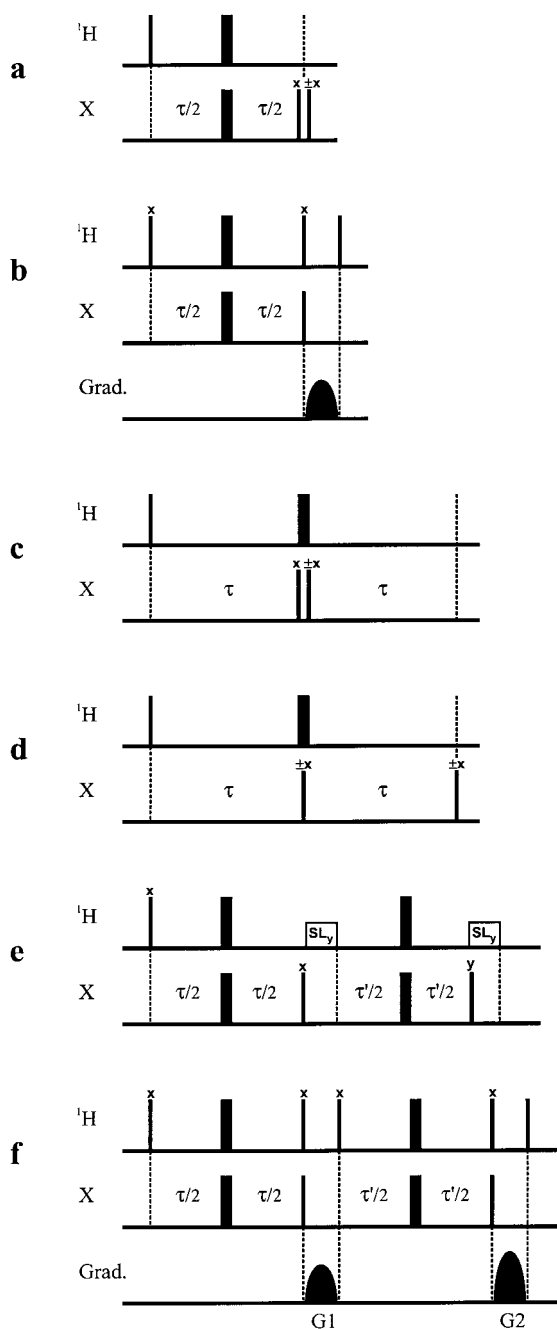 ¹H
x ±x
a
X τ/2 τ/2
x x
¹H
b
X τ/2 τ/2
Grad.
¹H
c
x ±x
X τ τ
¹H
d
±x ±x
X τ τ
x
¹H SLy SLy
e
x y
X τ/2 τ/2 τ'/2 τ'/2
x x x x
¹H
f
X τ/2 τ/2 τ'/2 τ'/2
Grad.
G1 G2